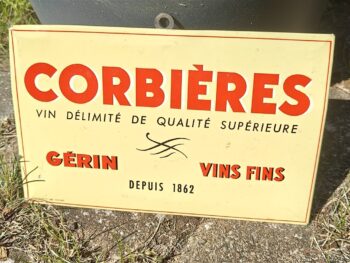 CORBIÈRES
VIN DÉLIMITÉ DE QUALITÉ SUPÉRIEURE
GÉRIN VINS FINS
DEPUIS 1862